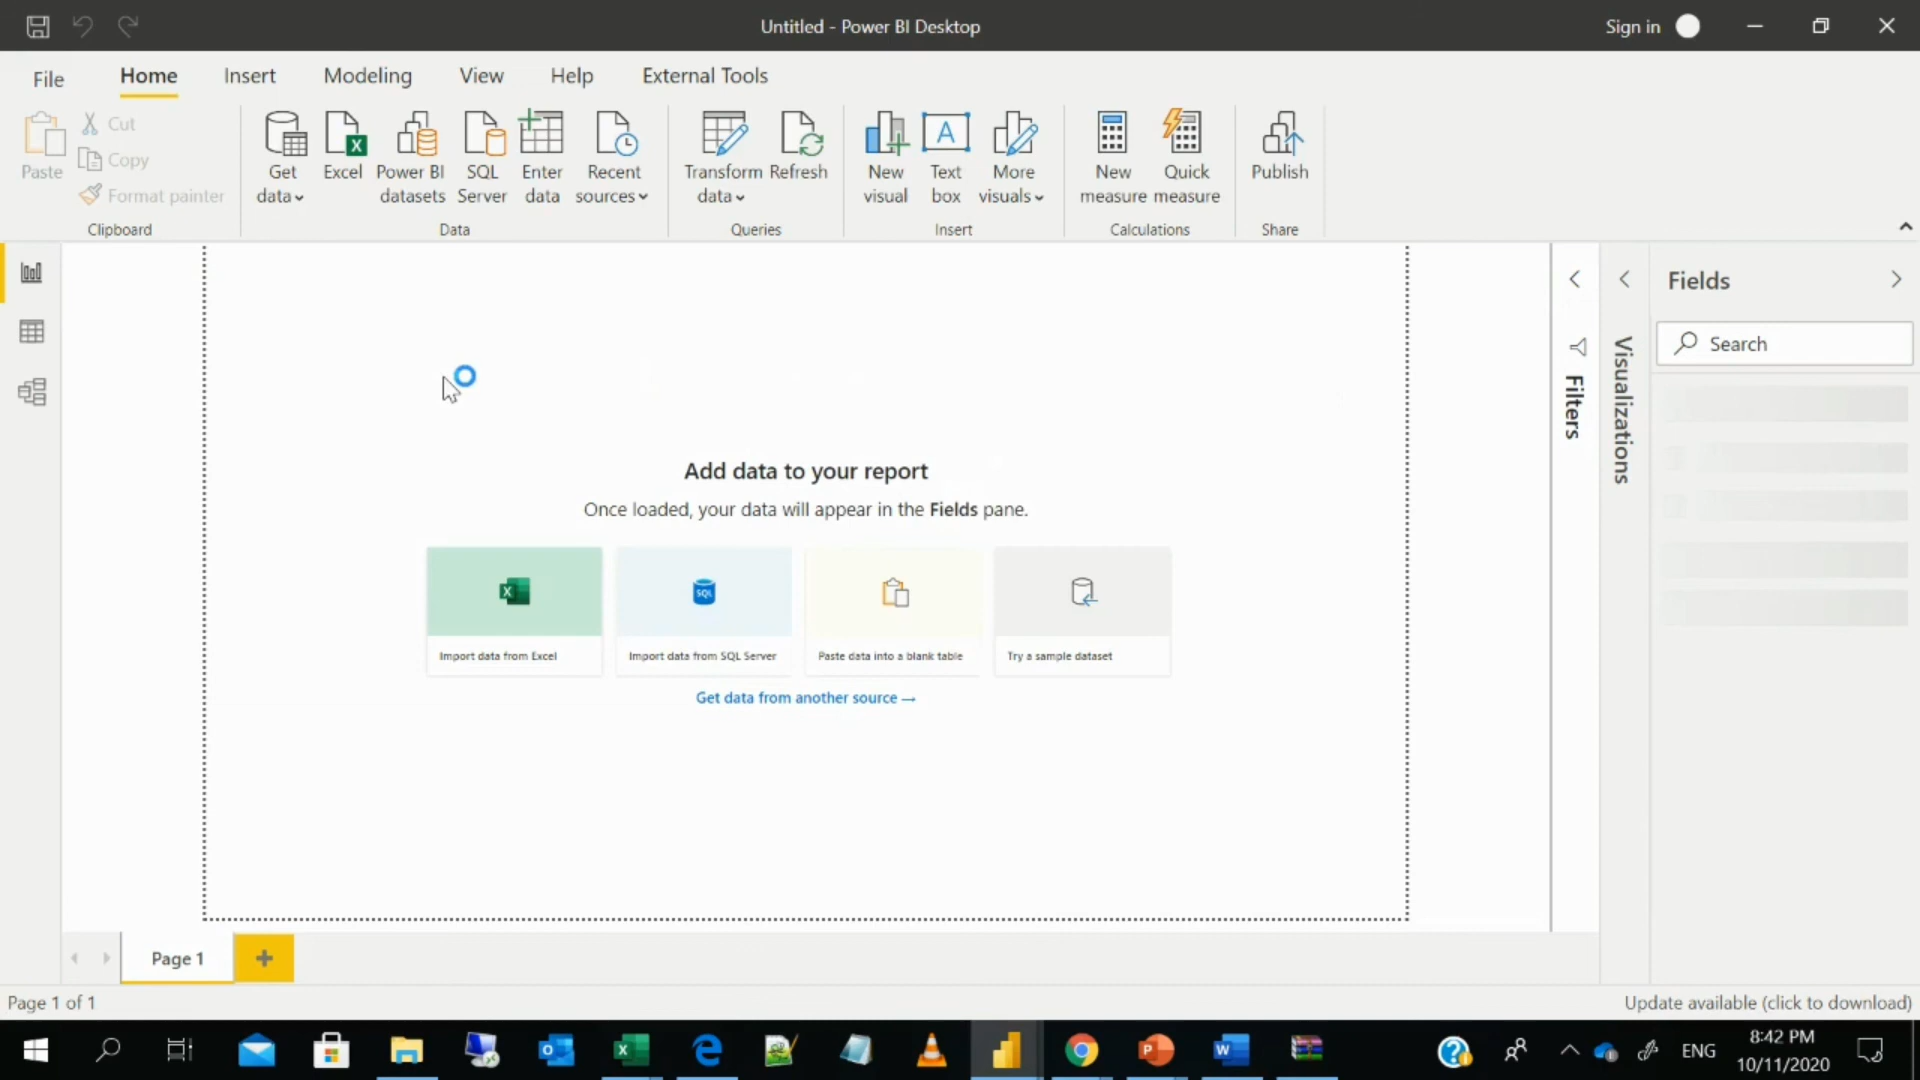 Untitled - Power BI Desktop
Sign in
File
Home
Insert
Modeling
View
Help
External Tools
Paste
Cut
Copy
Format painter
Clipboard
Get data
Excel
Power BI datasets
SQL Server
Enter data
Recent sources
Data
Transform data
Refresh
Queries
New visual
A
Text box
More visuals
Insert
New measure
Quick measure
Calculations
Publish
Share
Filters
Visualizations
Fields
Search
Add data to your report
Once loaded, your data will appear in the Fields pane.
SQL
Import data from Excel
Import data from SQL Server
Paste data into a blank table
Try a sample dataset
Get data from another source →
Page 1
Page 1 of 1
Update available (click to download)
ENG
8:42 PM
10/11/2020